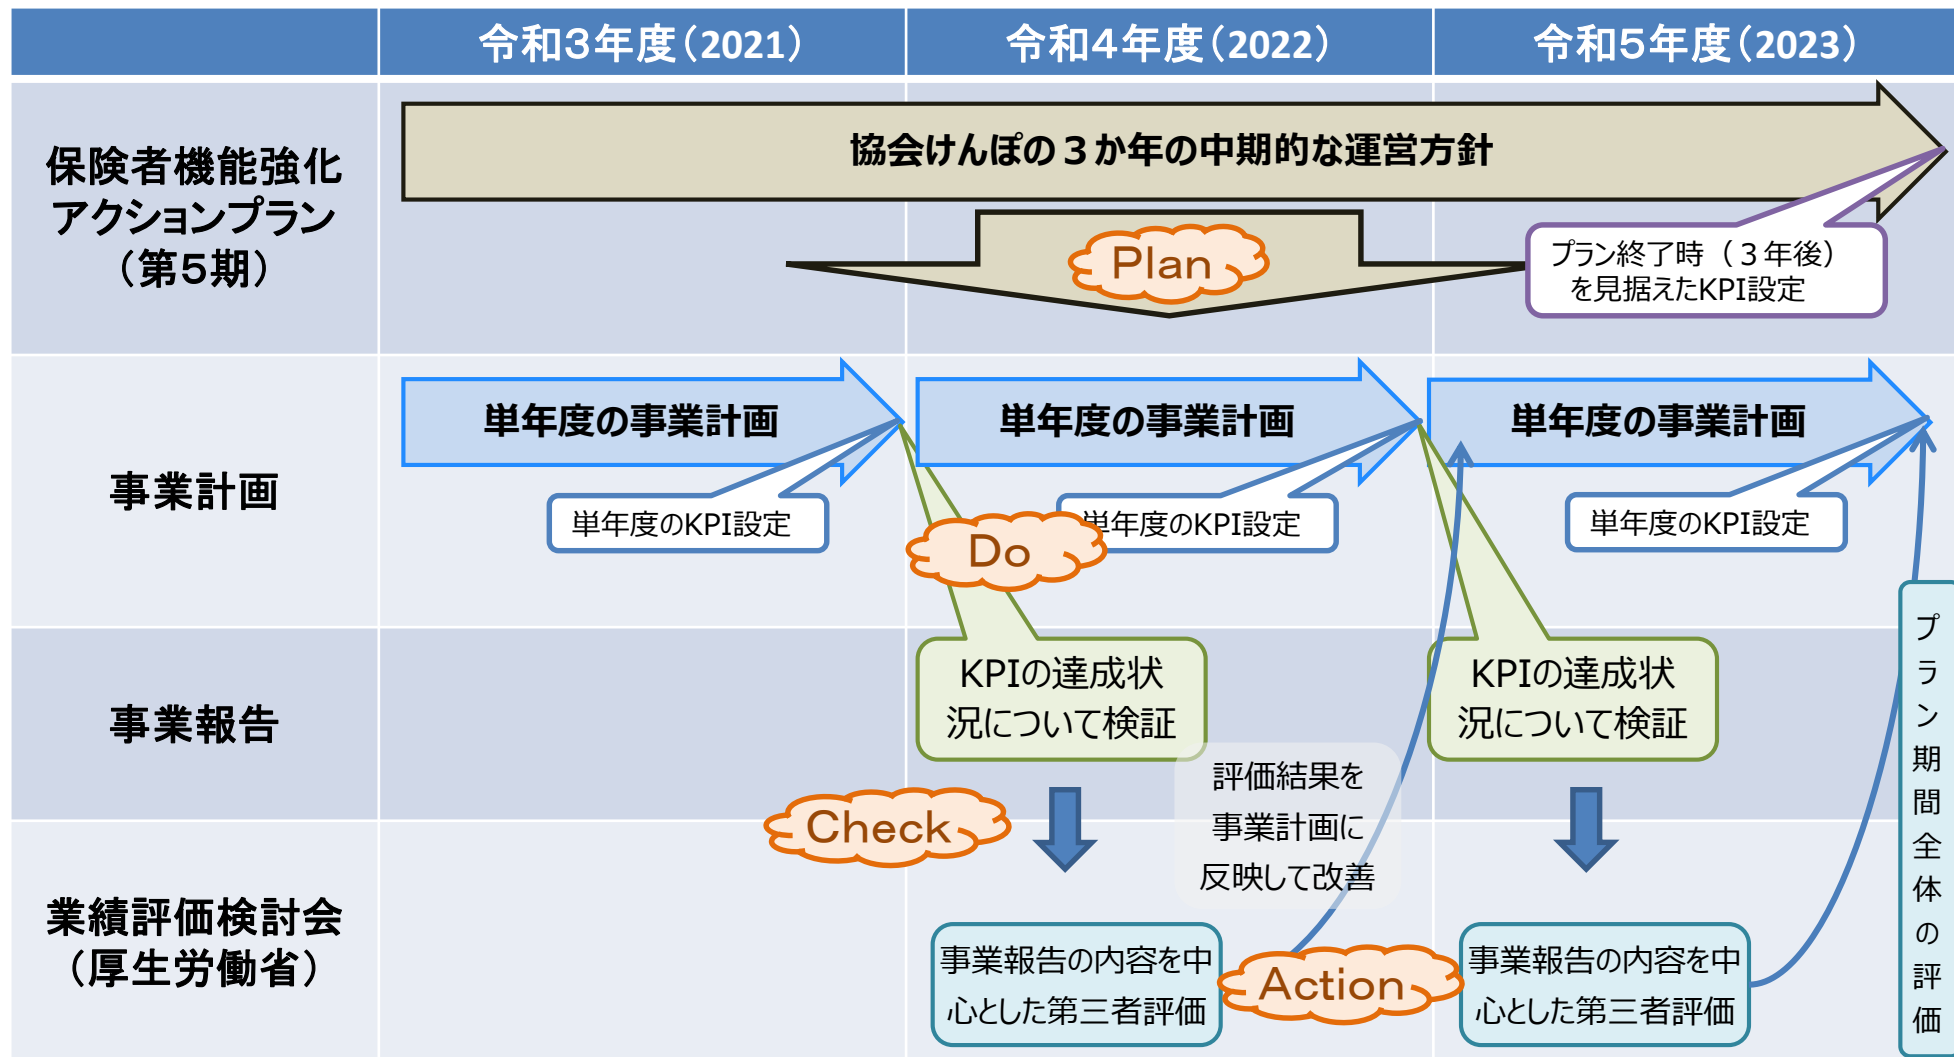 令和３年度（2021）
令和４年度（2022）
令和５年度（2023）
保険者機能強化
アクションプラン
（第５期）
協会けんぽの３か年の中期的な運営方針
Plan
プラン終了時（３年後）
を見据えたKPI設定
事業計画
単年度の事業計画
単年度の事業計画
単年度の事業計画
単年度のKPI設定
単年度のKPI設定
単年度のKPI設定
Do
事業報告
KPIの達成状
況について検証
KPIの達成状
況について検証
評価結果を
事業計画に
反映して改善
Check
業績評価検討会
（厚生労働省）
事業報告の内容を中
心とした第三者評価
Action
事業報告の内容を中
心とした第三者評価
プラン期間全体の評価